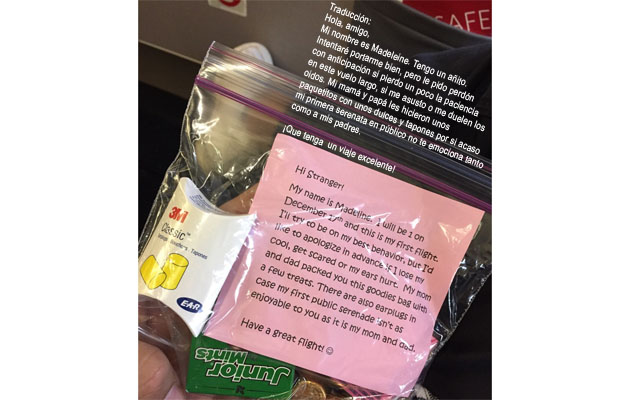 SAFE
Traducción:
Hola, amigo,
Mi nombre es Madeleine. Tengo un añito.
Intentaré portarme bien, pero le pido perdón
con anticipación si pierdo un poco la paciencia
en este vuelo largo, si me asusto o me duelen los
oidos. Mi mamá y papá les hicieron unos
paquetitos con unos dulces y tapones por si acaso
mi primera serenata en público no te emociona tanto
como a mis padres.
¡Que tenga un viaje excelente!
Hi Stranger!
My name is Madeline. I will be 1 on
December 17th and this is my first flight.
I'll try to be on my best behavior, but I'd
like to apologize in advance if I lose my
cool, get scared or my ears hurt. My mom
and dad packed you this goodies bag with
a few treats. There are also earplugs in
case my first public serenade isn't as
enjoyable to you as it is my mom and dad.
Have a great flight! ☺
3M
Classic™
Tapones
EAR
Junior
Mints